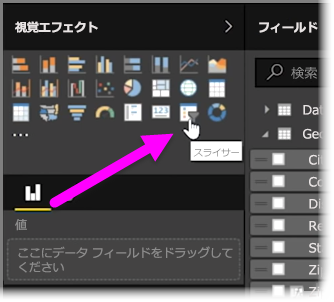 視覚エフェクト
フィールド
検索
Da
Ge
123
スライサー
Ci
Co
Di
Re
St
Zi
値
ここにデータ フィールドをドラッグして
ください